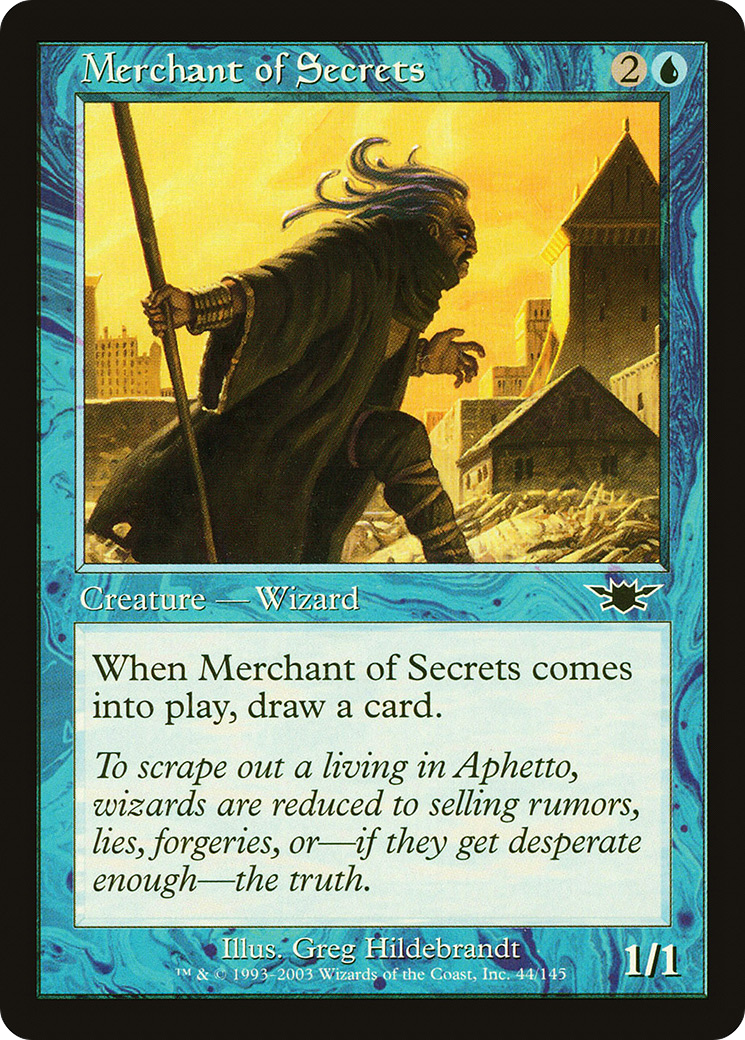 Merchant of Secrets 2
Creature — Wizard
When Merchant of Secrets comes
into play, draw a card.
To scrape out a living in Aphetto,
wizards are reduced to selling rumors,
lies, forgeries, or—if they get desperate
enough—the truth.
Illus. Greg Hildebrandt
™ & © 1993–2003 Wizards of the Coast, Inc. 44/145
1/1